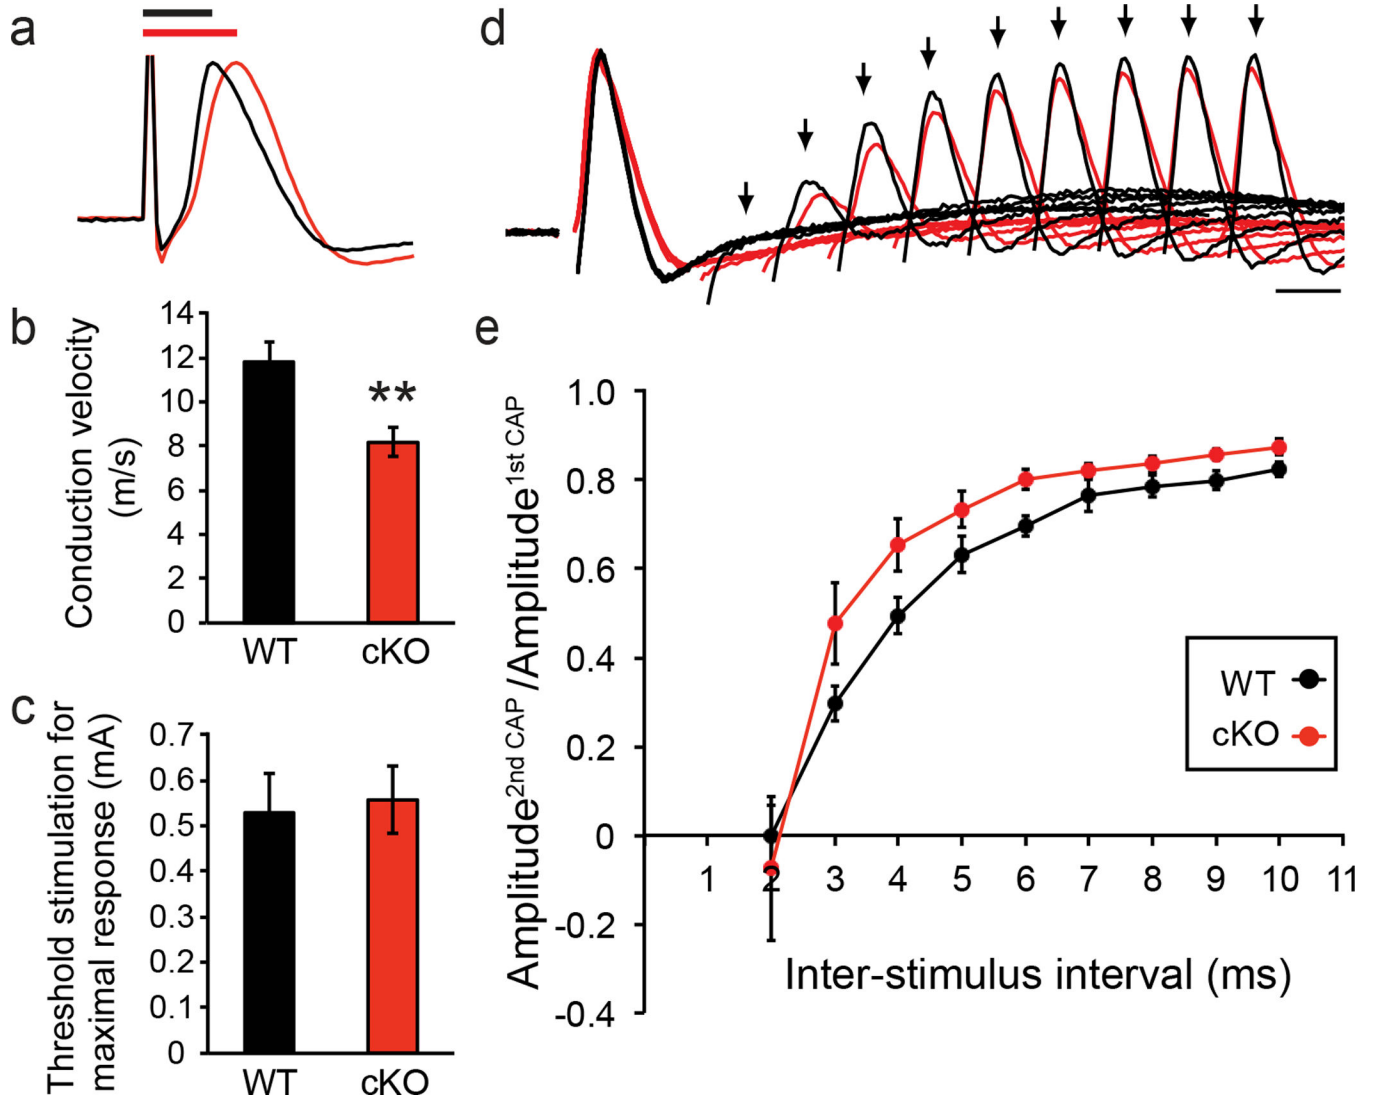 a
d
b
Conduction velocity
(m/s)
14
12
10
8
6
4
2
0
**
WT
cKO
c
Threshold stimulation for
maximal response (mA)
0.7
0.6
0.5
0.4
0.3
0.2
0.1
0
WT
cKO
e
Amplitude2nd CAP /Amplitude1st CAP
1.0
0.8
0.6
0.4
0.2
0
-0.2
-0.4
1 2 3 4 5 6 7 8 9 10 11
Inter-stimulus interval (ms)
WT
cKO